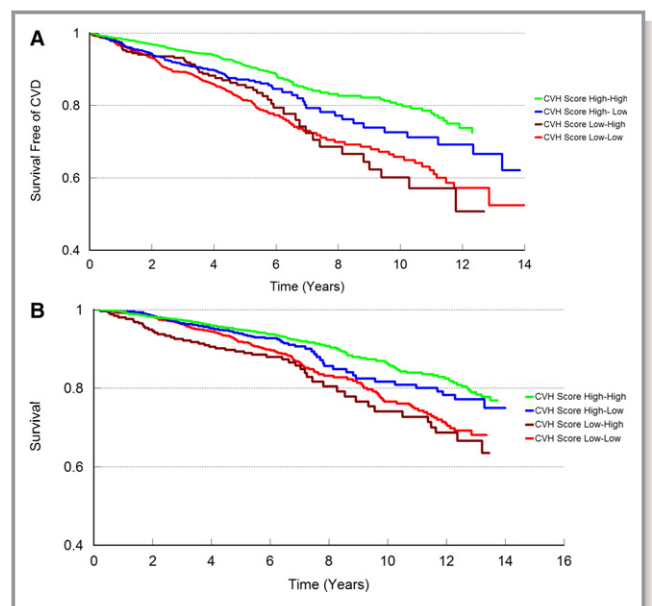 A
1
0.8
0.6
0.4
Survival Free of CVD
0 2 4 6 8 10 12 14
Time (Years)
CVH Score High-High
CVH Score High- Low
CVH Score Low-High
CVH Score Low-Low
B
1
0.8
0.6
0.4
Survival
0 2 4 6 8 10 12 14 16
Time (Years)
CVH Score High-High
CVH Score High-Low
CVH Score Low-High
CVH Score Low-Low